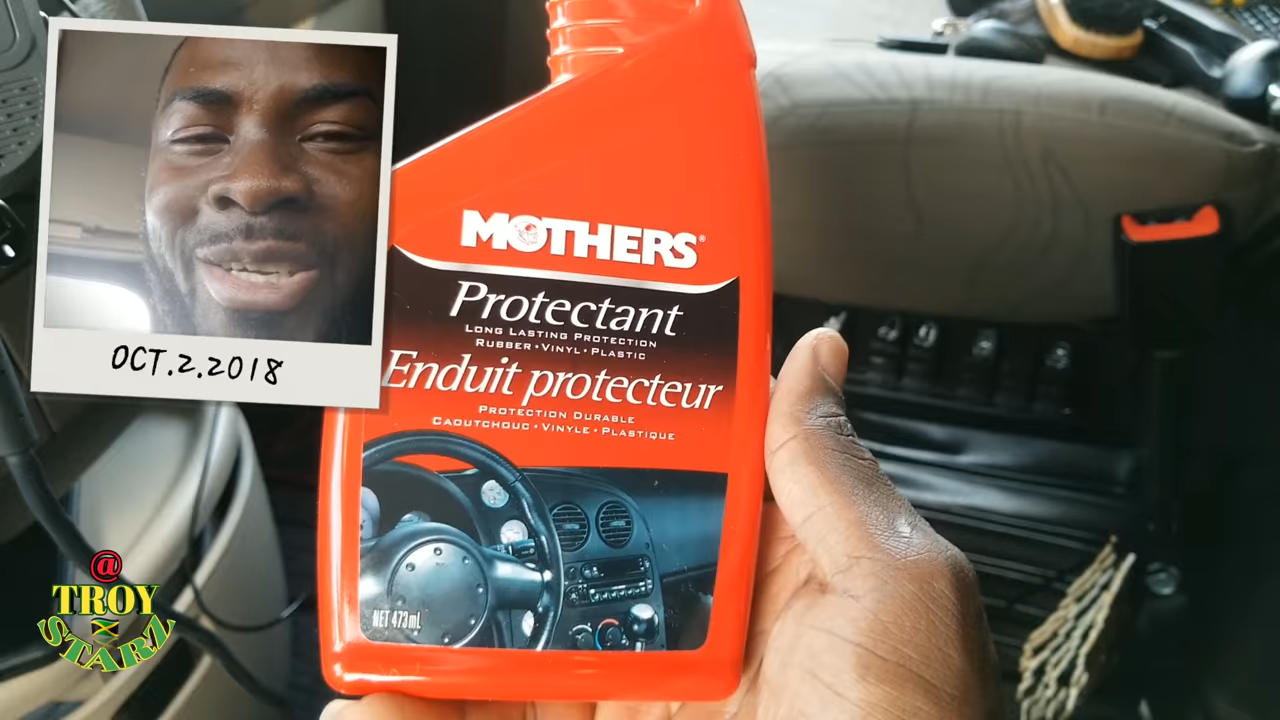 OCT.2.2018
@
TROY
STARZ
MOTHERS®
Protectant
LONG LASTING PROTECTION
RUBBER • VINYL • PLASTIC
Enduit protecteur
PROTECTION DURABLE
CAOUTCHOUC • VINYLE • PLASTIQUE
NET 473mL